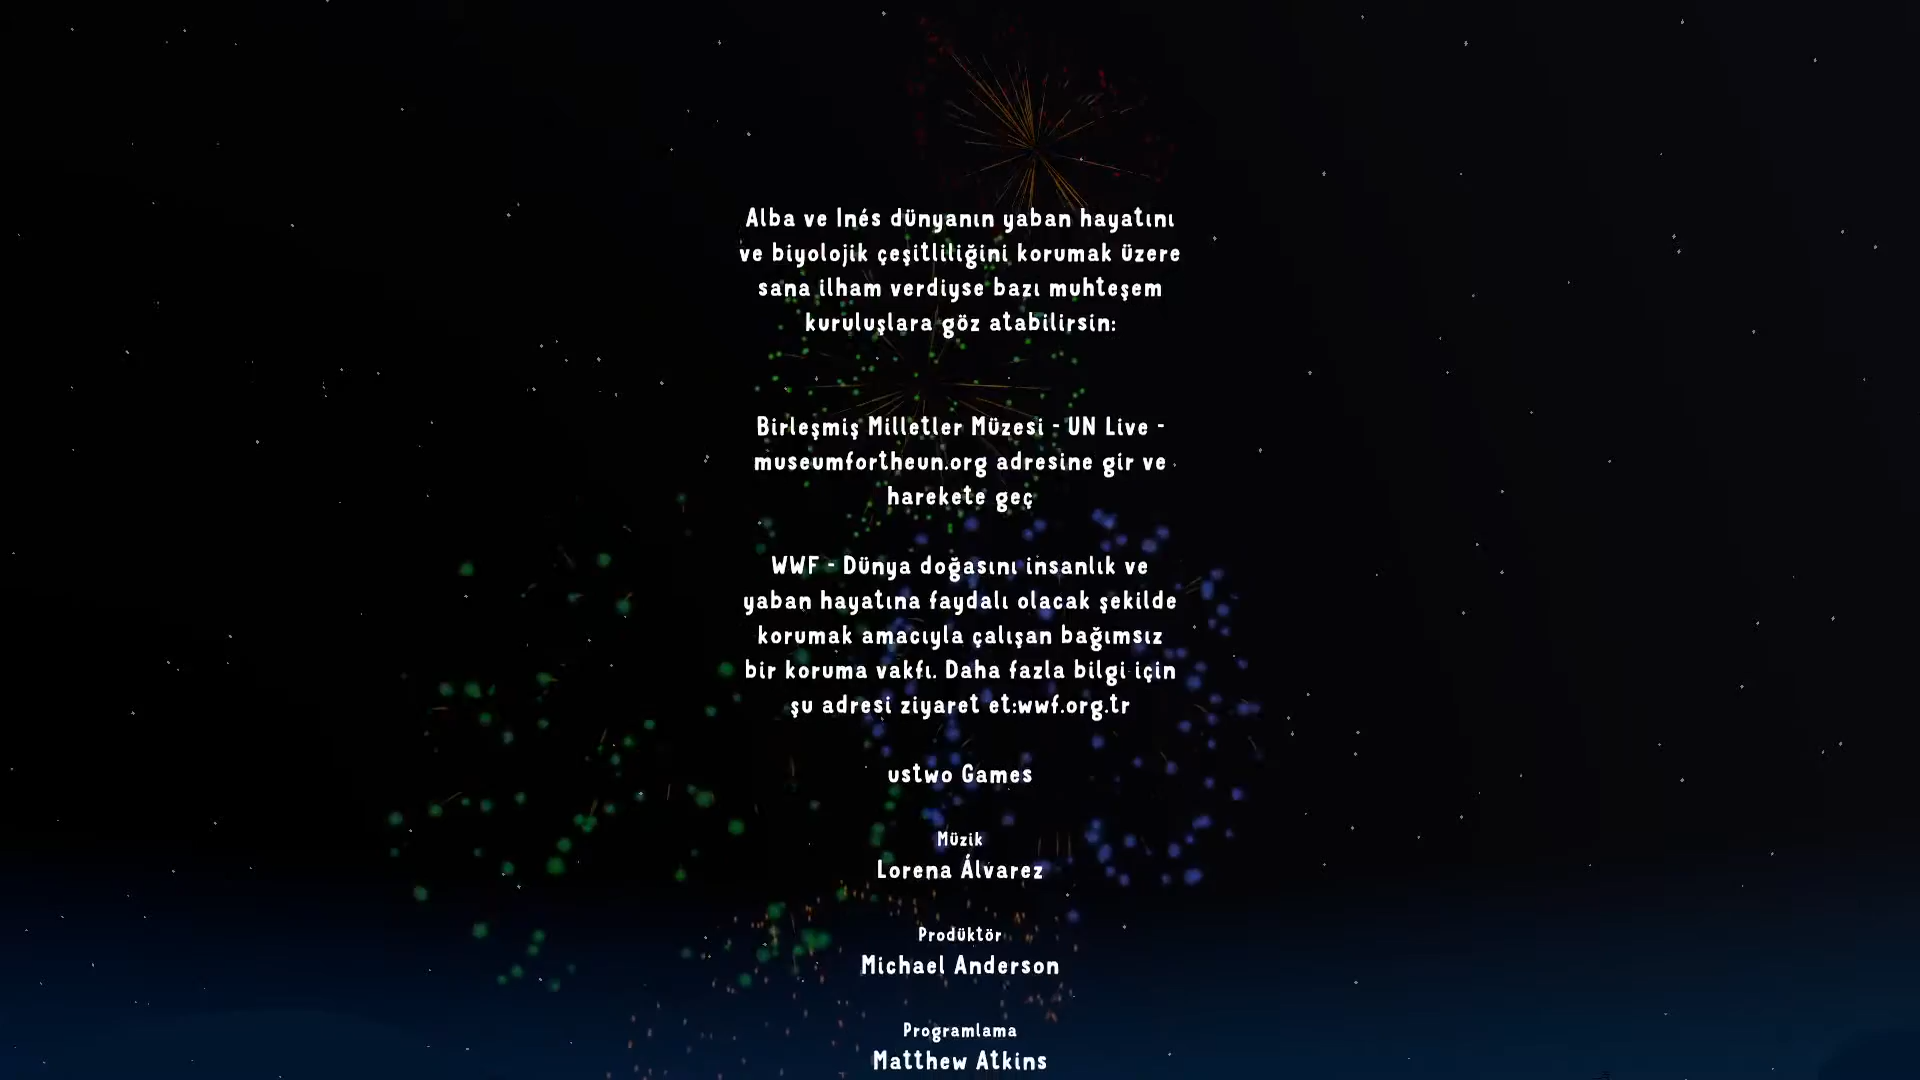 Alba ve Inés dünyanın yaban hayatını
ve biyolojik çeşitliliğini korumak üzere
sana ilham verdiyse bazı muhteşem
kuruluşlara göz atabilirsin:
Birleşmiş Milletler Müzesi - UN Live -
museumfortheun.org adresine gir ve
harekete geç
WWF - Dünya doğasını insanlık ve
yaban hayatına faydalı olacak şekilde
korumak amacıyla çalışan bağımsız
bir koruma vakfı. Daha fazla bilgi için
şu adresi ziyaret et:wwf.org.tr
ustwo Games
Müzik
Lorena Álvarez
Prodüktör
Michael Anderson
Programlama
Matthew Atkins